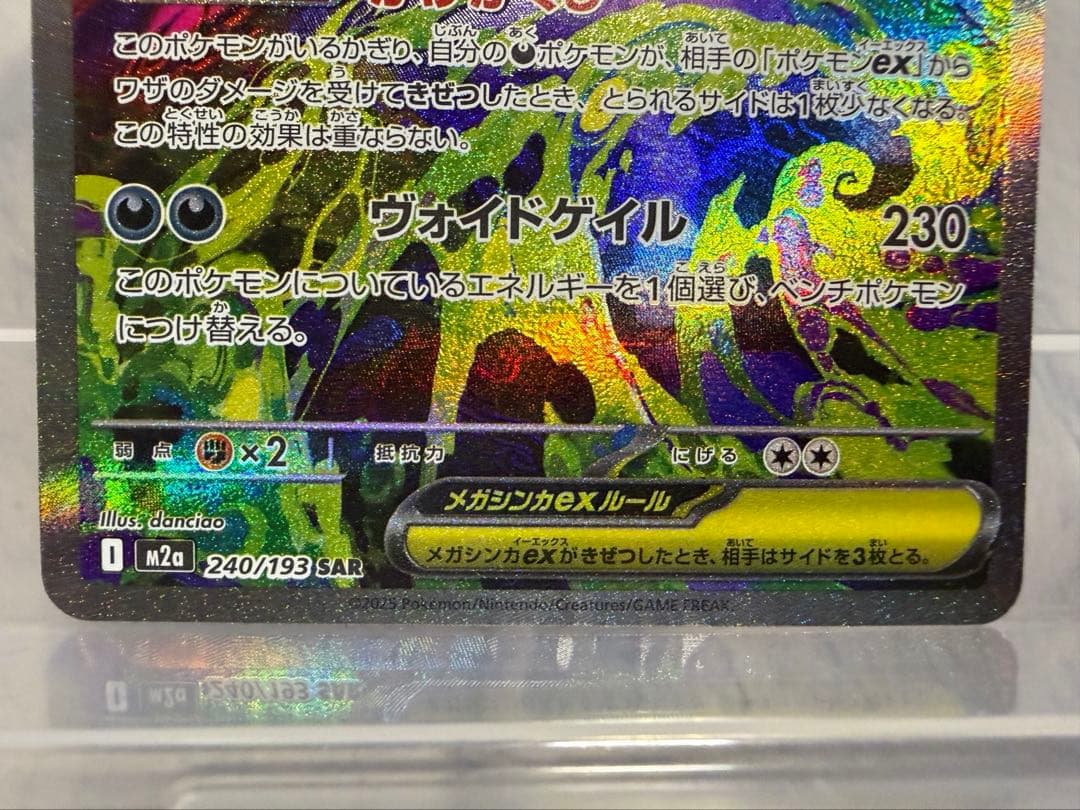 このポケモンがいるかぎり、自分のポケモンが、相手の「ポケモンex」から
ワザのダメージを受けてきぜつしたとき、とられるサイドは1枚少なくなる。
この特性の効果は重ならない。
ヴォイドゲイル 230
このポケモンについているエネルギーを1個選び、ベンチポケモン
につけ替える。
弱点 ×2 抵抗力 にげる
メガシンカexルール
メガシンカexがきぜつしたとき、相手はサイドを3枚とる。
Illus. danciao
I M2a 240/193 SAR
©2025 Pokémon/Nintendo/Creatures/GAME FREAK.